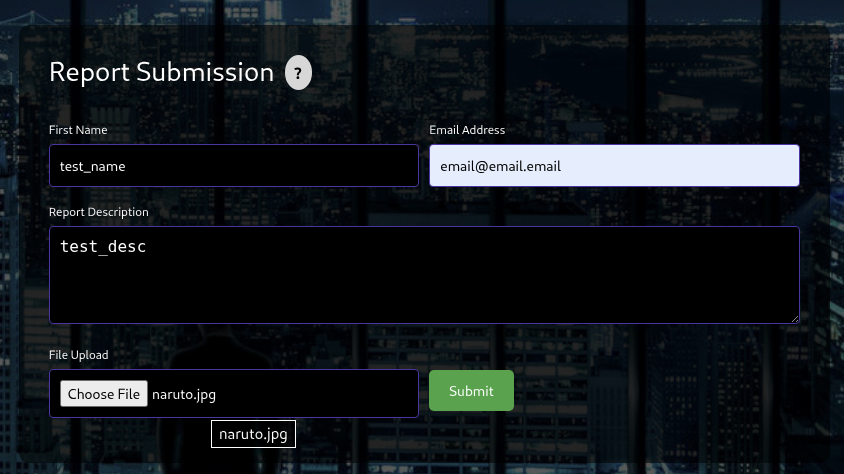 Report Submission ?
First Name
Email Address
test_name
email@email.email
Report Description
test_desc
File Upload
Choose File naruto.jpg
Submit
naruto.jpg